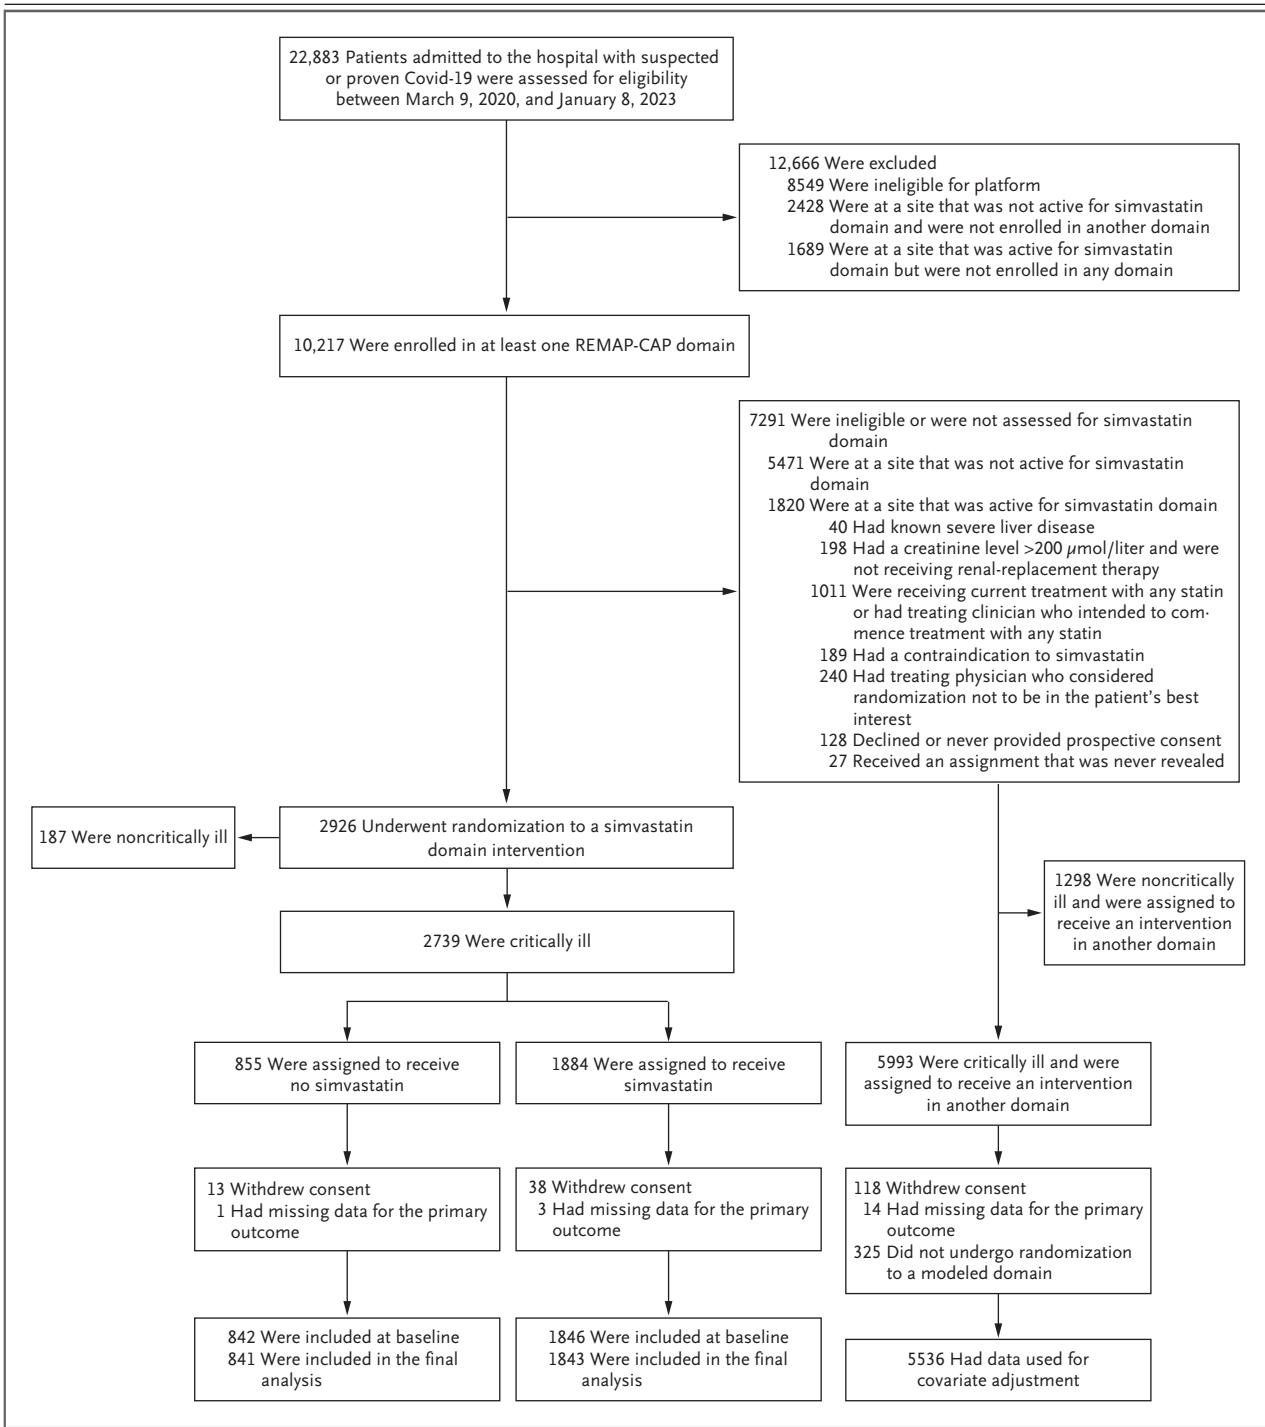 22,883 Patients admitted to the hospital with suspected
or proven Covid-19 were assessed for eligibility
between March 9, 2020, and January 8, 2023
12,666 Were excluded
8549 Were ineligible for platform
2428 Were at a site that was not active for simvastatin
domain and were not enrolled in another domain
1689 Were at a site that was active for simvastatin
domain but were not enrolled in any domain
10,217 Were enrolled in at least one REMAP-CAP domain
7291 Were ineligible or were not assessed for simvastatin
domain
5471 Were at a site that was not active for simvastatin
domain
1820 Were at a site that was active for simvastatin domain
40 Had known severe liver disease
198 Had a creatinine level >200 µmol/liter and were
not receiving renal-replacement therapy
1011 Were receiving current treatment with any statin
or had treating clinician who intended to com-
mence treatment with any statin
189 Had a contraindication to simvastatin
240 Had treating physician who considered
randomization not to be in the patient's best
interest
128 Declined or never provided prospective consent
27 Received an assignment that was never revealed
187 Were noncritically ill
2926 Underwent randomization to a simvastatin
domain intervention
1298 Were noncritically
ill and were assigned to
receive an intervention
in another domain
2739 Were critically ill
855 Were assigned to receive
no simvastatin
1884 Were assigned to receive
simvastatin
5993 Were critically ill and were
assigned to receive an intervention
in another domain
13 Withdrew consent
1 Had missing data for the primary
outcome
38 Withdrew consent
3 Had missing data for the primary
outcome
118 Withdrew consent
14 Had missing data for the primary
outcome
325 Did not undergo randomization
to a modeled domain
842 Were included at baseline
841 Were included in the final
analysis
1846 Were included at baseline
1843 Were included in the final
analysis
5536 Had data used for
covariate adjustment